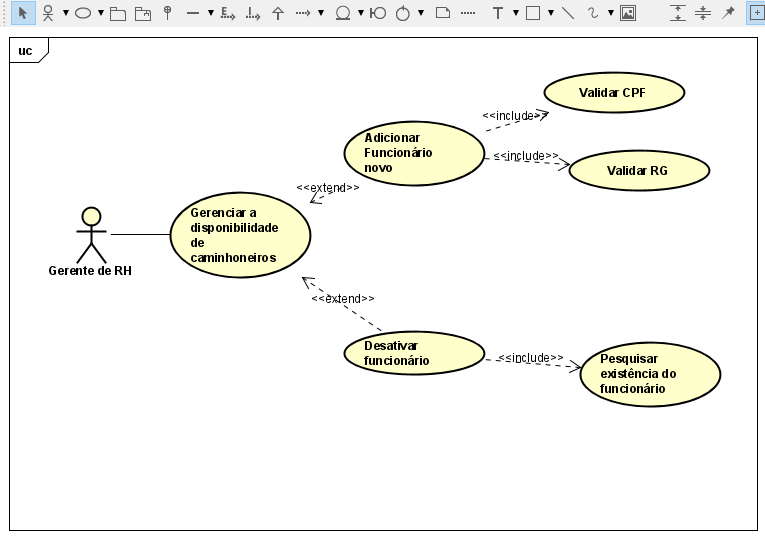 uc
Validar CPF
<<include>>
Adicionar
Funcionário
novo
<<include>>
Validar RG
<<extend>>
Gerenciar a
disponibilidade
de
caminhoneiros
Gerente de RH
<<extend>>
Desativar
funcionário
<<include>>
Pesquisar
existência do
funcionário